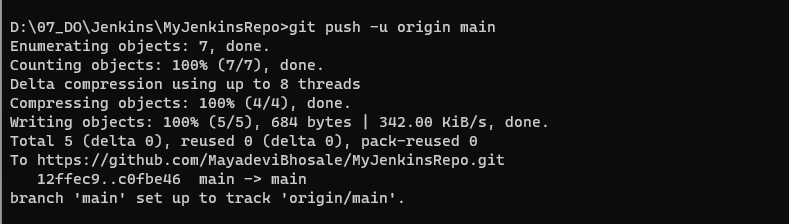 D:\07_DO\Jenkins\MyJenkinsRepo>git push -u origin main
Enumerating objects: 7, done.
Counting objects: 100% (7/7), done.
Delta compression using up to 8 threads
Compressing objects: 100% (4/4), done.
Writing objects: 100% (5/5), 684 bytes | 342.00 KiB/s, done.
Total 5 (delta 0), reused 0 (delta 0), pack-reused 0
To https://github.com/MayadeviBhosale/MyJenkinsRepo.git
   12ffec9..c0fbe46  main -> main
branch 'main' set up to track 'origin/main'.